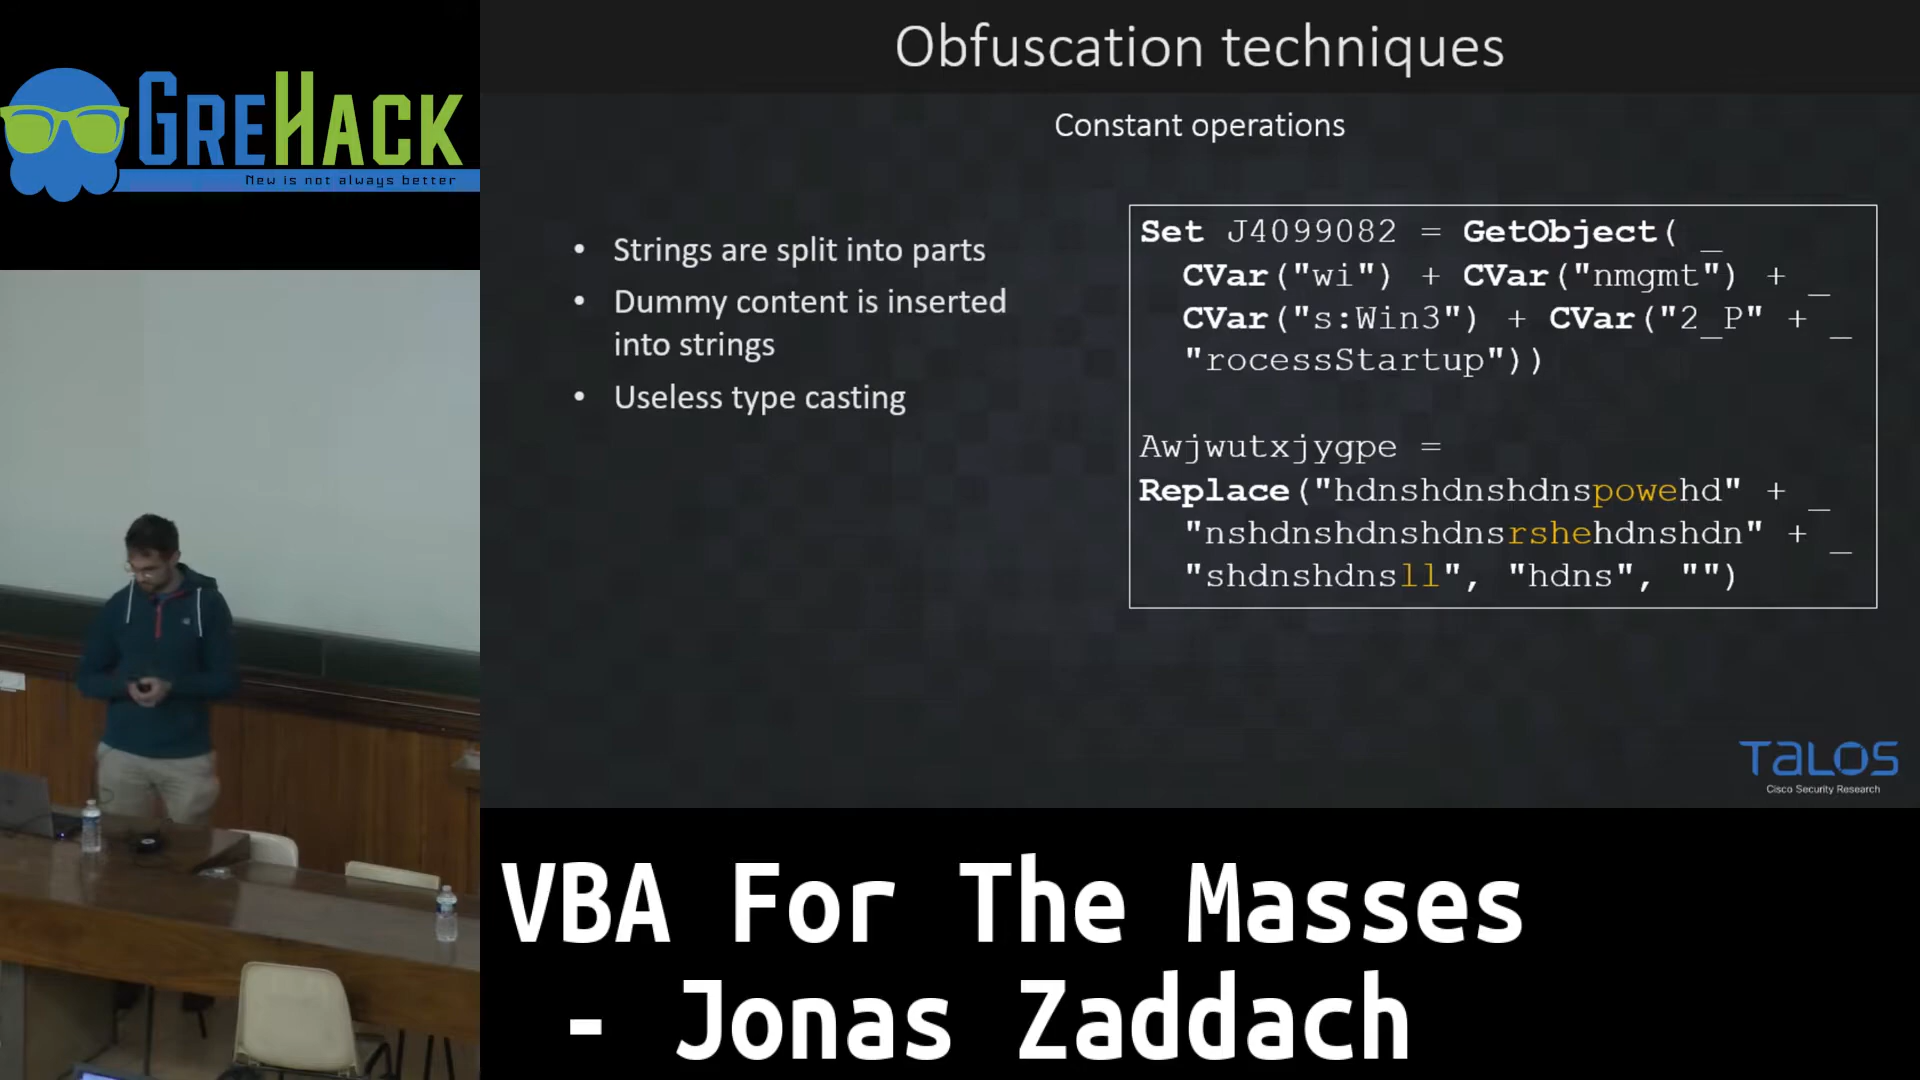 GREHACK
New is not always better
Obfuscation techniques
Constant operations
• Strings are split into parts
• Dummy content is inserted
into strings
• Useless type casting
Set J4099082 = GetObject( _
CVar("wi") + CVar("nmgmt") + _
CVar("s:Win3") + CVar("2_P" + _
"rocessStartup"))
Awjwutxjygpe =
Replace("hdnshdnshdnspowehd" + _
"nshdnshdnshdnsrshehdnshdn" + _
"shdnshdnsll", "hdns", "")
TALOS
Cisco Security Research
VBA For The Masses
- Jonas Zaddach